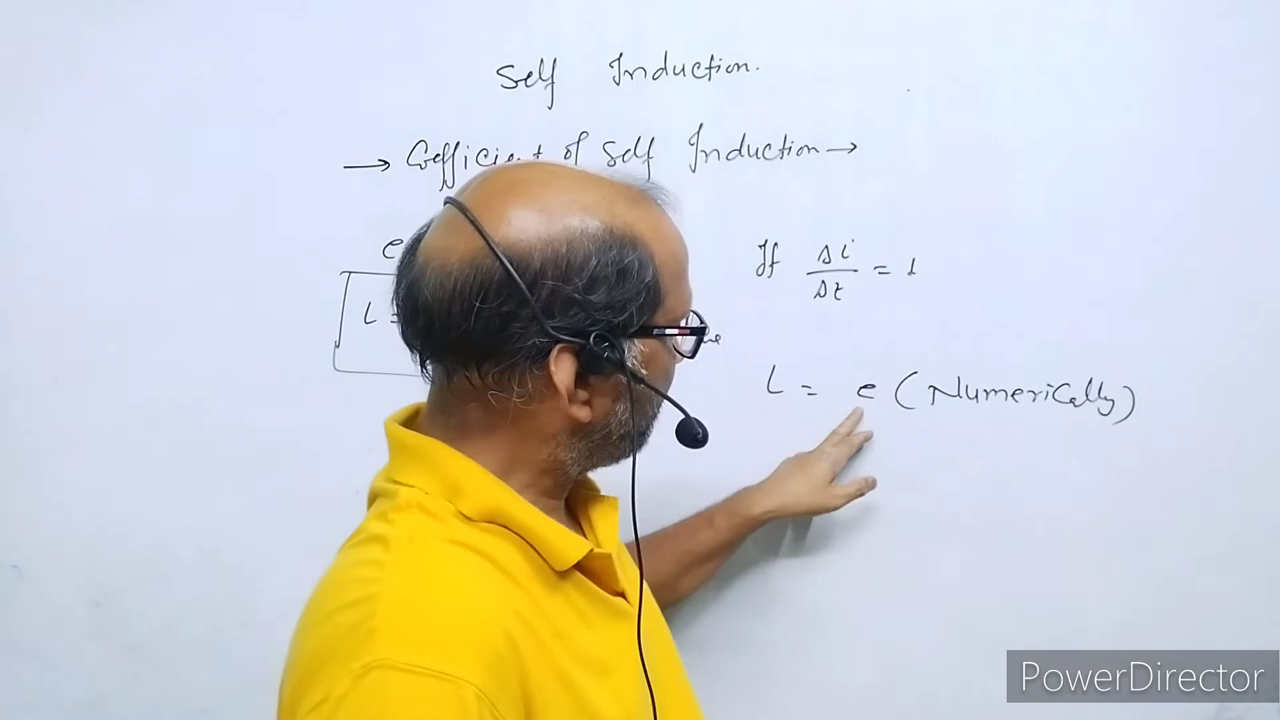 Self Induction.
→ Coefficient of Self Induction →
e
L =
If Δi/Δt = 1
L = e (Numerically)
PowerDirector